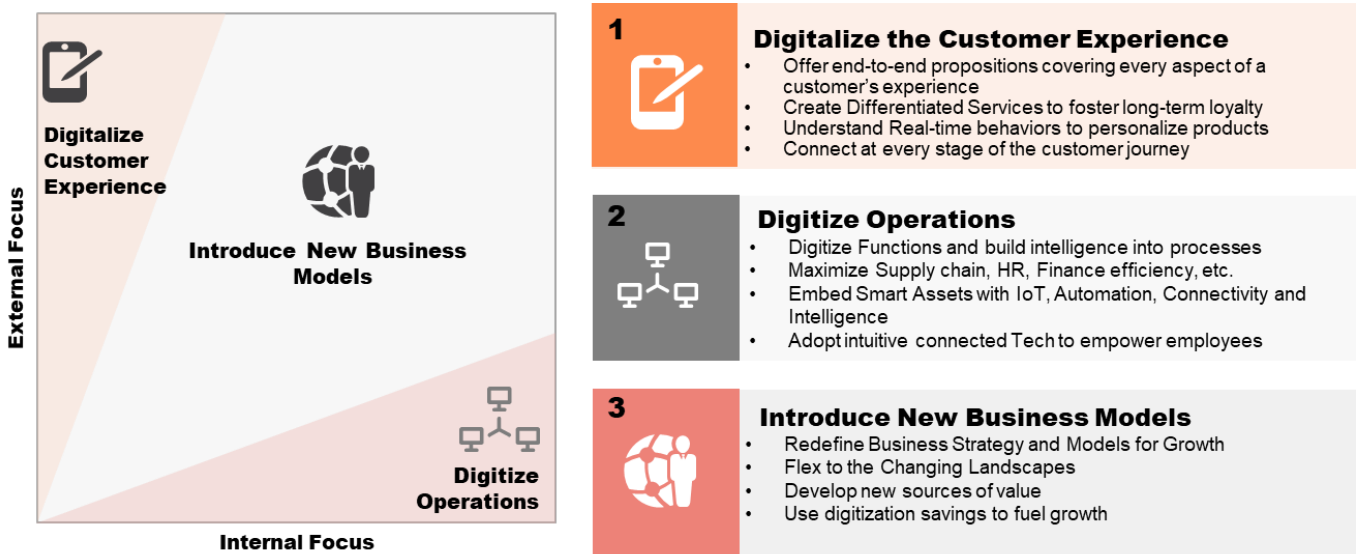 Digitalize
Customer
Experience
Introduce New Business
Models
Digitize
Operations
External Focus
Internal Focus
1
Digitalize the Customer Experience
• Offer end-to-end propositions covering every aspect of a
customer's experience
• Create Differentiated Services to foster long-term loyalty
• Understand Real-time behaviors to personalize products
• Connect at every stage of the customer journey
2
Digitize Operations
• Digitize Functions and build intelligence into processes
• Maximize Supply chain, HR, Finance efficiency, etc.
• Embed Smart Assets with IoT, Automation, Connectivity and
Intelligence
• Adopt intuitive connected Tech to empower employees
3
Introduce New Business Models
• Redefine Business Strategy and Models for Growth
• Flex to the Changing Landscapes
• Develop new sources of value
• Use digitization savings to fuel growth